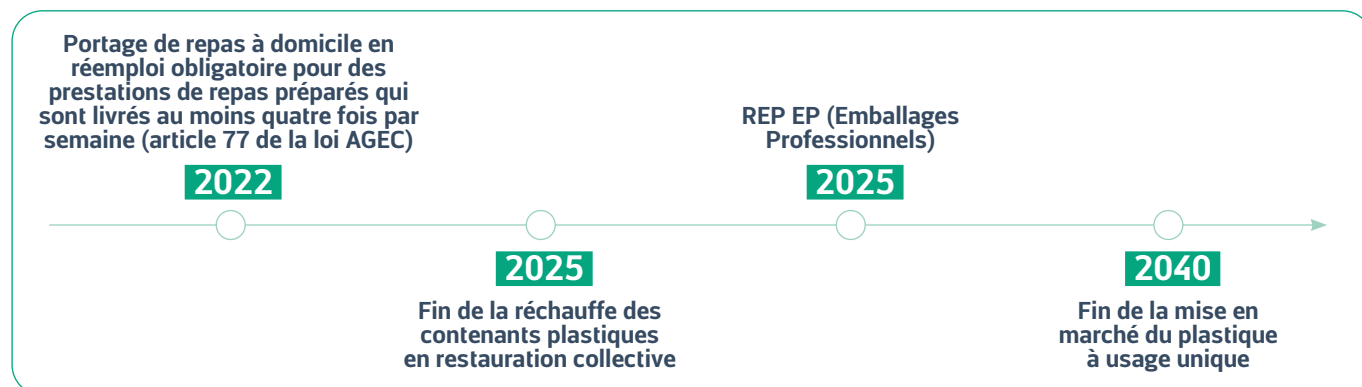 Portage de repas à domicile en
réemploi obligatoire pour des
prestations de repas préparés qui
sont livrés au moins quatre fois par
semaine (article 77 de la loi AGEC)
2022
2025
Fin de la réchauffe des
contenants plastiques
en restauration collective
REP EP (Emballages
Professionnels)
2025
2040
Fin de la mise en
marché du plastique
à usage unique